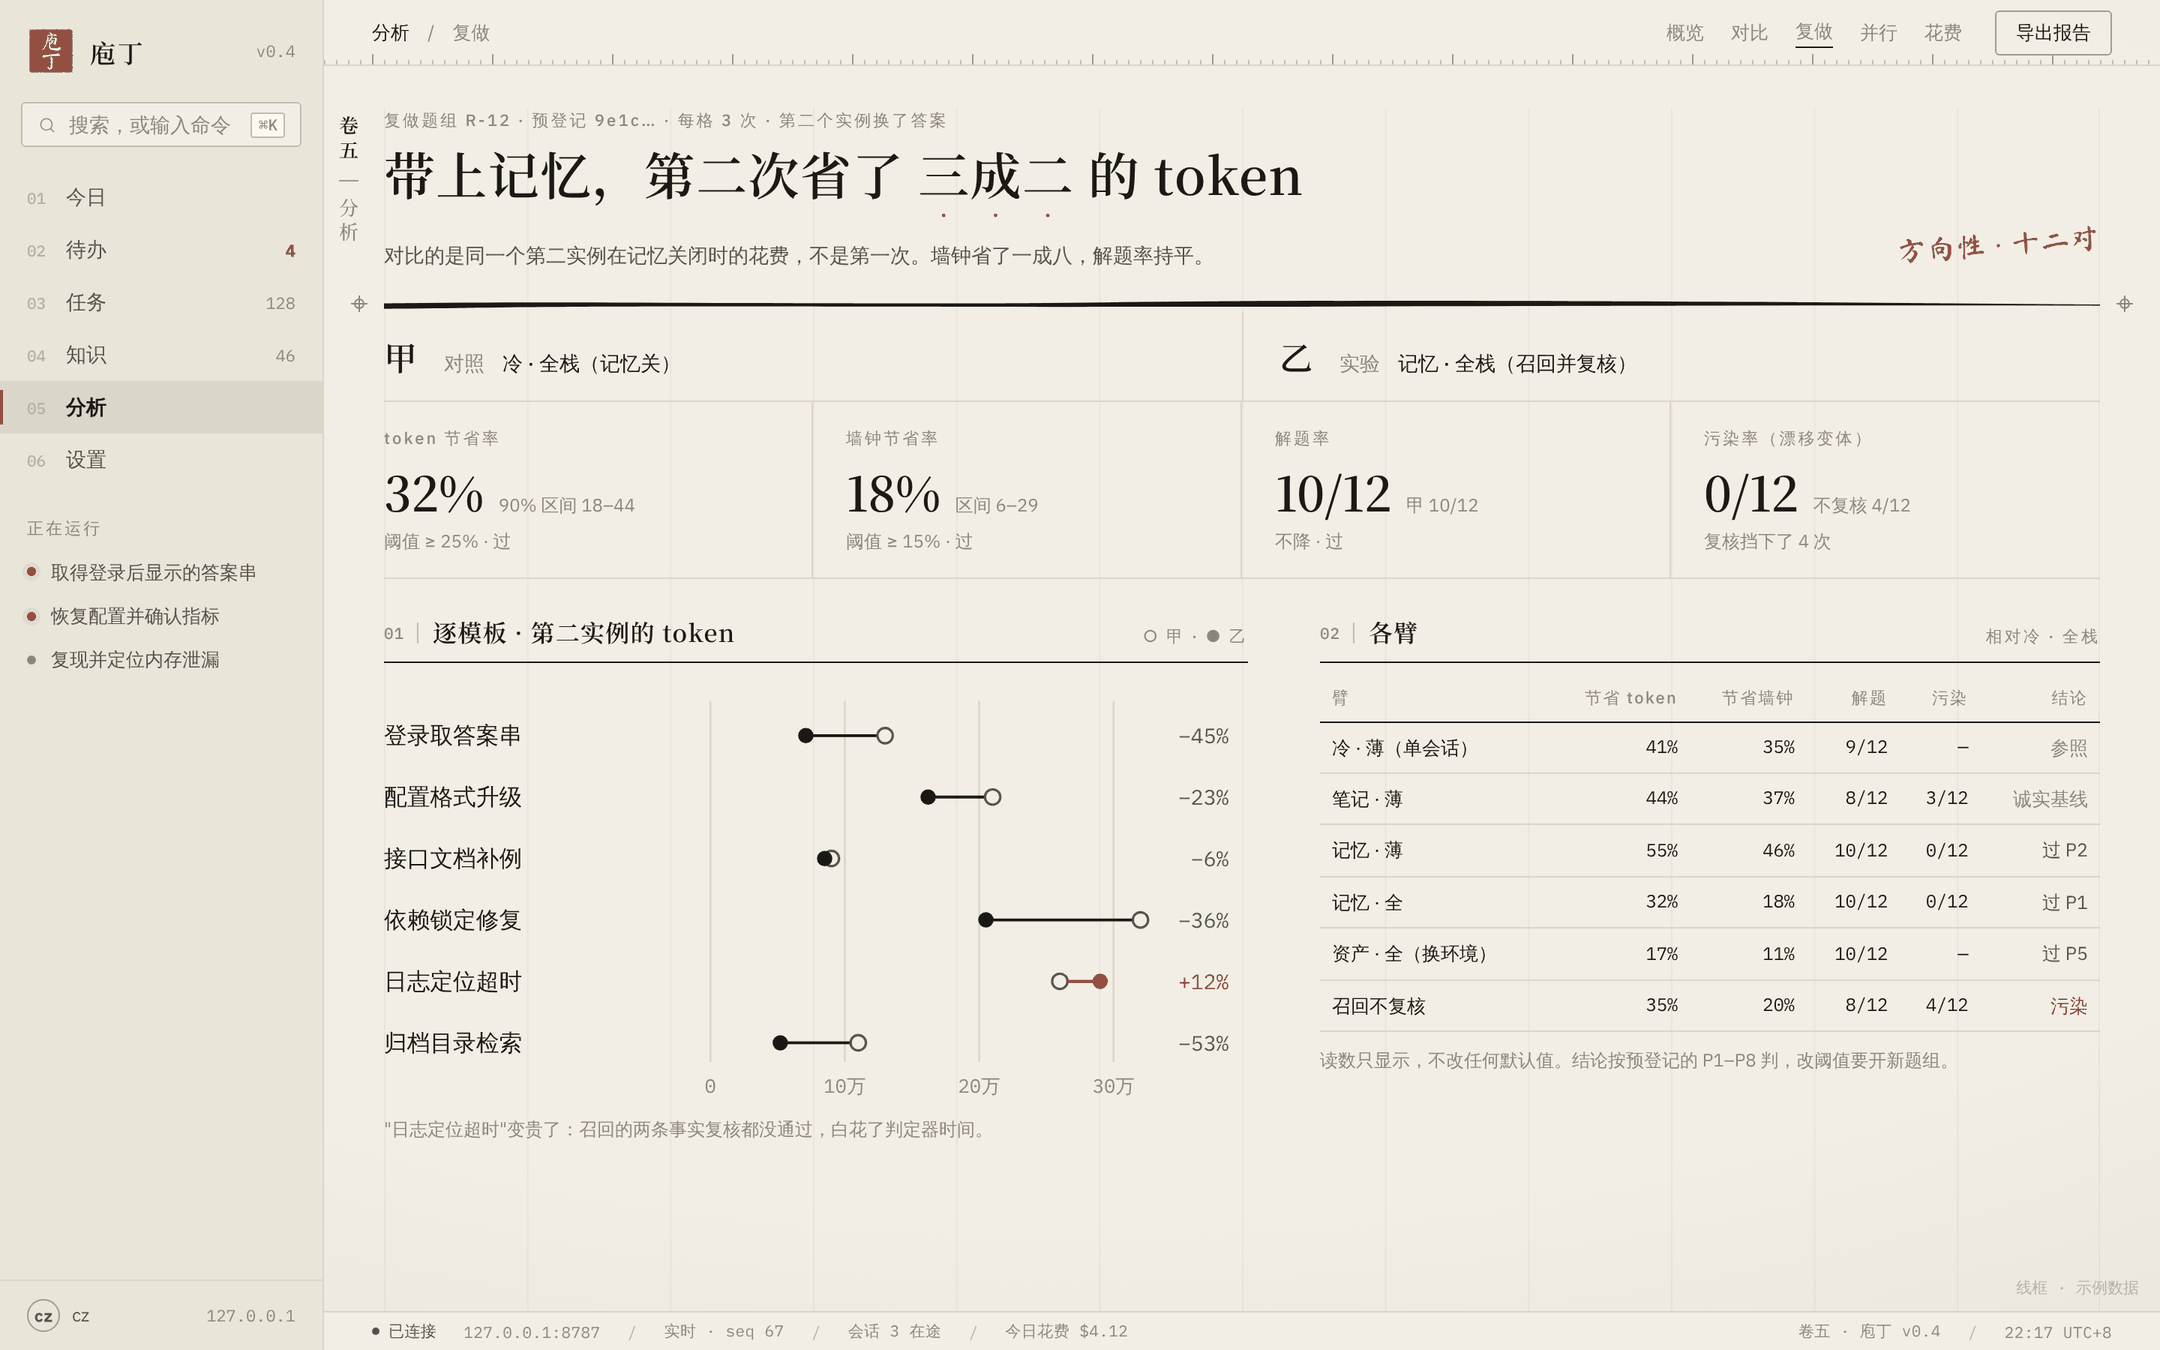 庖丁
庖丁
v0.4
搜索，或输入命令
⌘K
01 今日
02 待办 4
03 任务 128
04 知识 46
05 分析
06 设置
正在运行
取得登录后显示的答案串
恢复配置并确认指标
复现并定位内存泄漏
cz cz 127.0.0.1
分析 / 复做
概览 对比 复做 并行 花费 导出报告
卷五 — 分析
复做题组 R-12 · 预登记 9e1c… · 每格 3 次 · 第二个实例换了答案
带上记忆，第二次省了 三成二 的 token
对比的是同一个第二实例在记忆关闭时的花费，不是第一次。墙钟省了一成八，解题率持平。
方向性 · 十二对
甲 对照 冷 · 全栈（记忆关）
乙 实验 记忆 · 全栈（召回并复核）
token 节省率
32% 90% 区间 18–44
阈值 ≥ 25% · 过
墙钟节省率
18% 区间 6–29
阈值 ≥ 15% · 过
解题率
10/12 甲 10/12
不降 · 过
污染率（漂移变体）
0/12 不复核 4/12
复核挡下了 4 次
01 逐模板 · 第二实例的 token
甲 · 乙
登录取答案串 −45%
配置格式升级 −23%
接口文档补例 −6%
依赖锁定修复 −36%
日志定位超时 +12%
归档目录检索 −53%
0 10万 20万 30万
"日志定位超时"变贵了：召回的两条事实复核都没通过，白花了判定器时间。
02 各臂
相对冷 · 全栈
臂 节省 token 节省墙钟 解题 污染 结论
冷 · 薄（单会话） 41% 35% 9/12 — 参照
笔记 · 薄 44% 37% 8/12 3/12 诚实基线
记忆 · 薄 55% 46% 10/12 0/12 过 P2
记忆 · 全 32% 18% 10/12 0/12 过 P1
资产 · 全（换环境） 17% 11% 10/12 — 过 P5
召回不复核 35% 20% 8/12 4/12 污染
读数只显示，不改任何默认值。结论按预登记的 P1–P8 判，改阈值要开新题组。
线框 · 示例数据
已连接 127.0.0.1:8787 / 实时 · seq 67 / 会话 3 在途 / 今日花费 $4.12
卷五 · 庖丁 v0.4 / 22:17 UTC+8